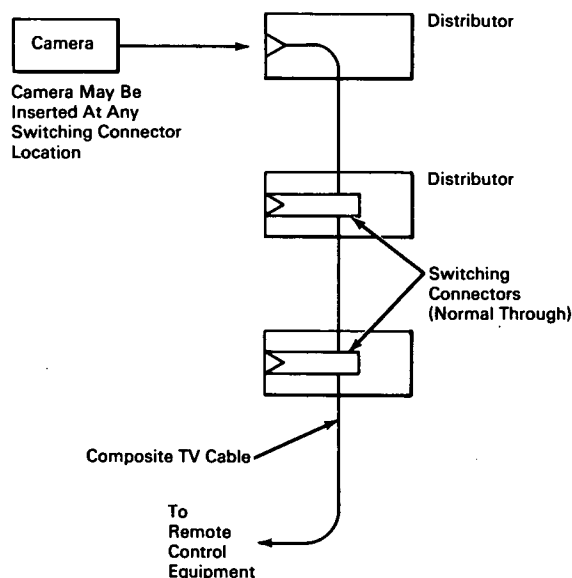 Camera
Distributor
Camera May Be
Inserted At Any
Switching Connector
Location
Distributor
Switching
Connectors
(Normal Through)
Composite TV Cable
To
Remote
Control
Equipment